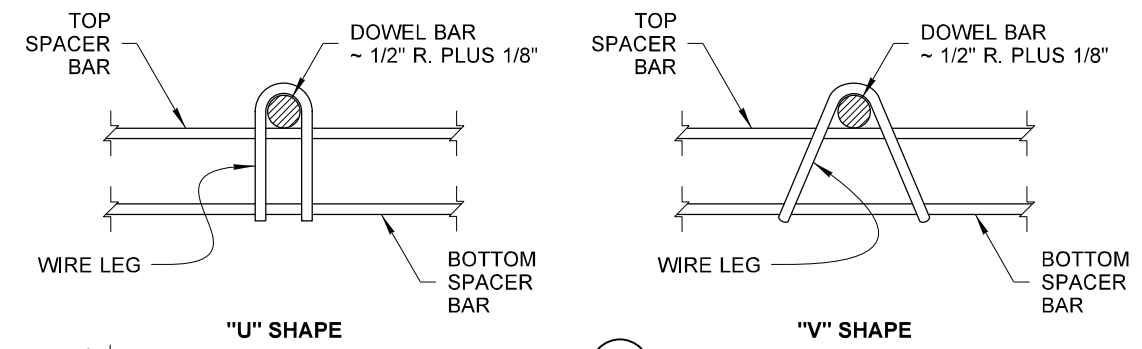 TOP
SPACER
BAR
DOWEL BAR
~ 1/2" R. PLUS 1/8"
WIRE LEG
BOTTOM
SPACER
BAR
"U" SHAPE
TOP
SPACER
BAR
DOWEL BAR
~ 1/2" R. PLUS 1/8"
WIRE LEG
BOTTOM
SPACER
BAR
"V" SHAPE